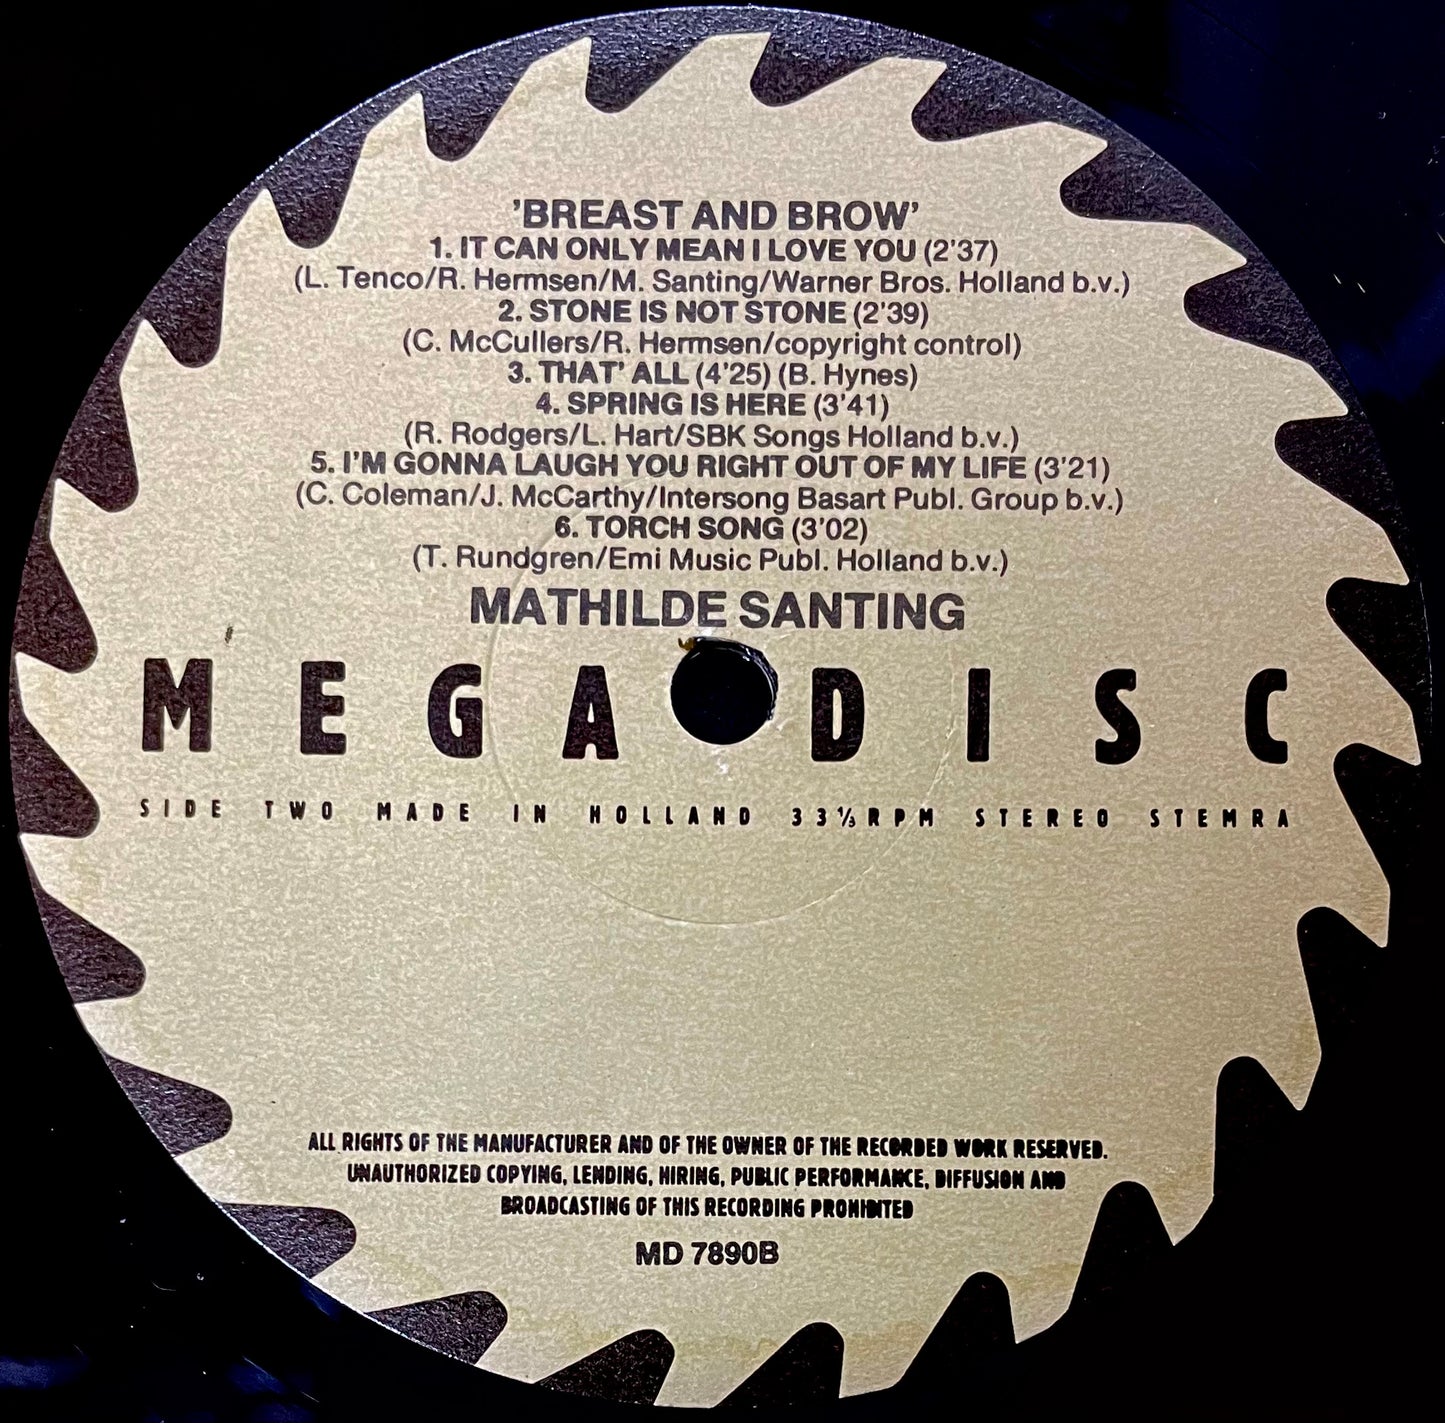 'BREAST AND BROW'
1. IT CAN ONLY MEAN I LOVE YOU (2'37)
(L. Tenco/R. Hermsen/M. Santing/Warner Bros. Holland b.v.)
2. STONE IS NOT STONE (2'39)
(C. McCullers/R. Hermsen/copyright control)
3. THAT' ALL (4'25) (B. Hynes)
4. SPRING IS HERE (3'41)
(R. Rodgers/L. Hart/SBK Songs Holland b.v.)
5. I'M GONNA LAUGH YOU RIGHT OUT OF MY LIFE (3'21)
(C. Coleman/J. McCarthy/Intersong Basart Publ. Group b.v.)
6. TORCH SONG (3'02)
(T. Rundgren/Emi Music Publ. Holland b.v.)
MATHILDE SANTING
MEGADISC
SIDE TWO MADE IN HOLLAND 33⅓RPM STEREO STEMRA
ALL RIGHTS OF THE MANUFACTURER AND OF THE OWNER OF THE RECORDED WORK RESERVED.
UNAUTHORIZED COPYING, LENDING, HIRING, PUBLIC PERFORMANCE, DIFFUSION AND
BROADCASTING OF THIS RECORDING PROHIBITED
MD 7890B